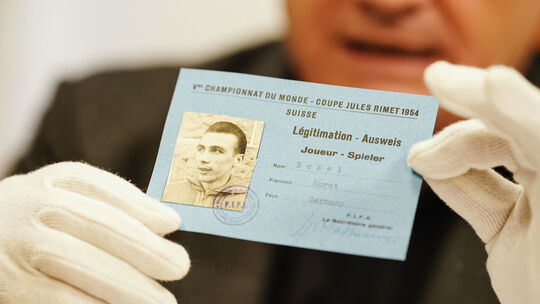 Vme CHAMPIONNAT DU MONDE - COUPE JULES RIMET 1954
SUISSE
Légitimation - Ausweis
Joueur - Spieler
Nom: Eckel
Prénoms: Horst
Pays: Germany
F.I.F.A.
Le Secrétaire général
F.I.F.